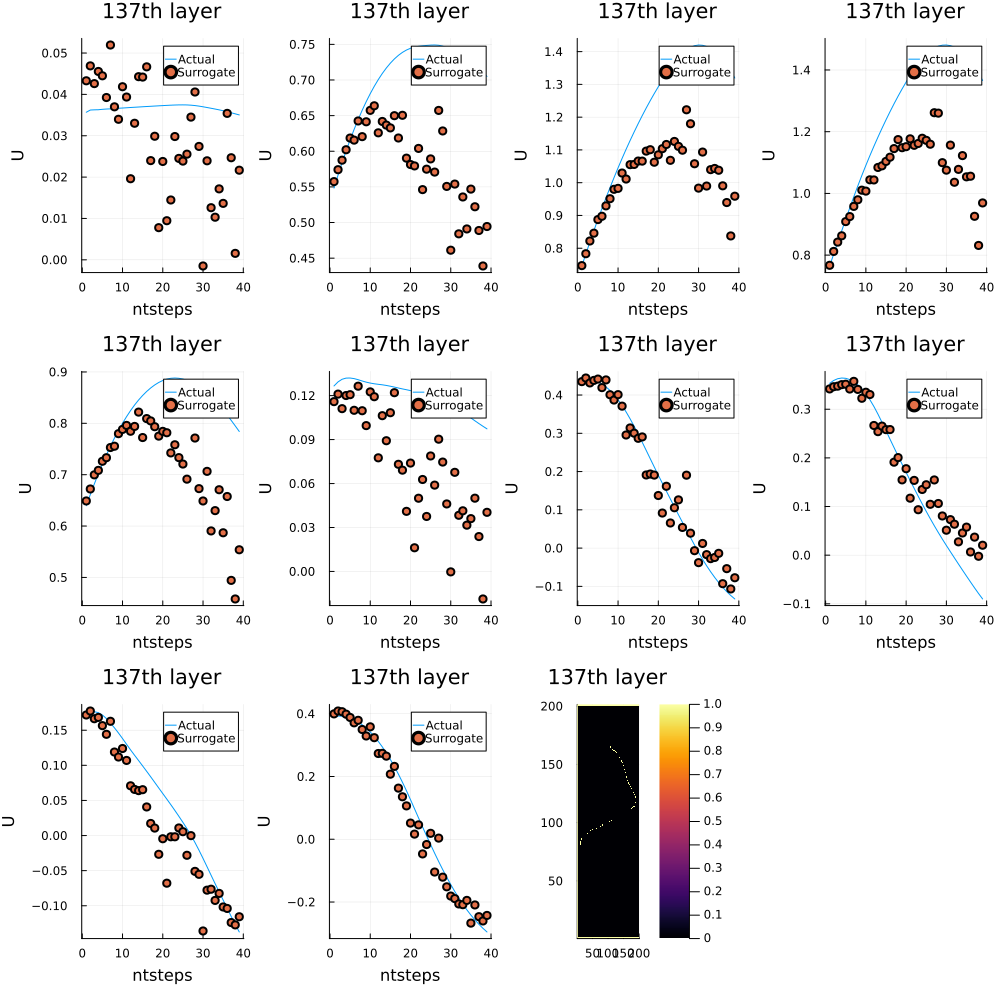 137th layer 137th layer 137th layer 137th layer
U 0.05 0.04 0.03 0.02 0.01 0.00
Actual
Surrogate
0 10 20 30 40
ntsteps
U 0.75 0.70 0.65 0.60 0.55 0.50 0.45
Actual
Surrogate
0 10 20 30 40
ntsteps
U 1.4 1.3 1.2 1.1 1.0 0.9 0.8
Actual
Surrogate
0 10 20 30 40
ntsteps
U 1.4 1.2 1.0 0.8
Actual
Surrogate
0 10 20 30 40
ntsteps
137th layer 137th layer 137th layer 137th layer
U 0.9 0.8 0.7 0.6 0.5
Actual
Surrogate
0 10 20 30 40
ntsteps
U 0.12 0.09 0.06 0.03 0.00
Actual
Surrogate
0 10 20 30 40
ntsteps
U 0.4 0.3 0.2 0.1 0.0 −0.1
Actual
Surrogate
0 10 20 30 40
ntsteps
U 0.3 0.2 0.1 0.0 −0.1
Actual
Surrogate
0 10 20 30 40
ntsteps
137th layer 137th layer 137th layer
U 0.15 0.10 0.05 0.00 −0.05 −0.10
Actual
Surrogate
0 10 20 30 40
ntsteps
U 0.4 0.2 0.0 −0.2
Actual
Surrogate
0 10 20 30 40
ntsteps
200 150 100 50
50 100 150 200
1.0 0.9 0.8 0.7 0.6 0.5 0.4 0.3 0.2 0.1 0